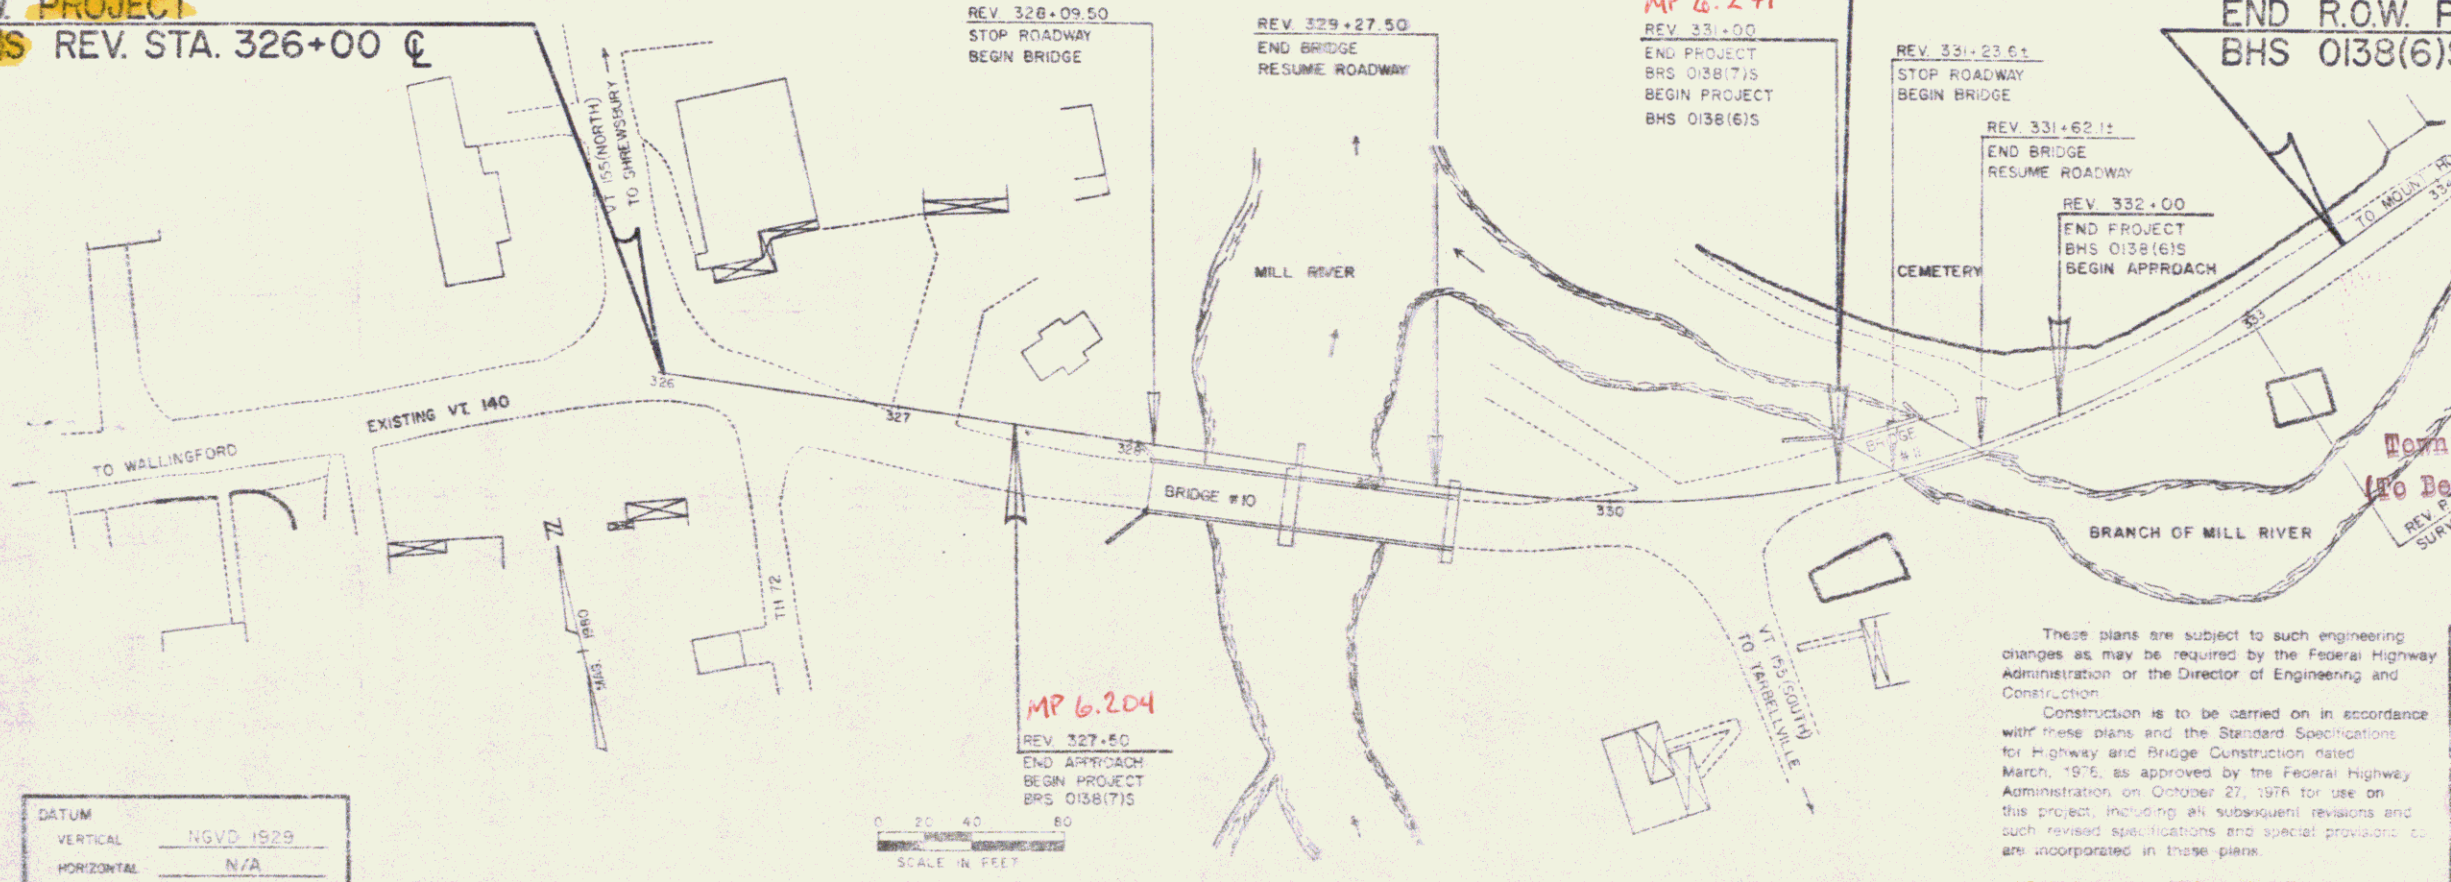 PROJECT
REV. STA. 326+00 ℄
REV. 328+09.50
STOP ROADWAY
BEGIN BRIDGE
REV. 329+27.50
END BRIDGE
RESUME ROADWAY
REV. 331+00
END PROJECT
BRS 0138(7)S
BEGIN PROJECT
BHS 0138(6)S
REV. 331+23.6±
STOP ROADWAY
BEGIN BRIDGE
REV. 331+62.1±
END BRIDGE
RESUME ROADWAY
REV. 332+00
END PROJECT
BHS 0138(6)S
BEGIN APPROACH
END R.O.W.
BHS 0138(6)S
VT 155(NORTH)
TO SHREWSBURY
MILL RIVER
CEMETERY
TO MOUNT
333
326
327
328
330
EXISTING VT. 140
TO WALLINGFORD
BRIDGE #10
BRIDGE
#11
BRANCH OF MILL RIVER
Town
(To Be
REV.
N
MAG. 1980
TH 72
VT. 155(SOUTH)
TO TARBELLVILLE
MP 6.204
REV. 327+50
END APPROACH
BEGIN PROJECT
BRS 0138(7)S
0 20 40 80
SCALE IN FEET
DATUM
VERTICAL NGVD 1929
HORIZONTAL N/A
These plans are subject to such engineering
changes as may be required by the Federal Highway
Administration or the Director of Engineering and
Construction
Construction is to be carried on in accordance
with these plans and the Standard Specifications
for Highway and Bridge Construction dated
March, 1976, as approved by the Federal Highway
Administration on October 27, 1976 for use on
this project, including all subsequent revisions and
such revised specifications and special provisions as
are incorporated in these plans.